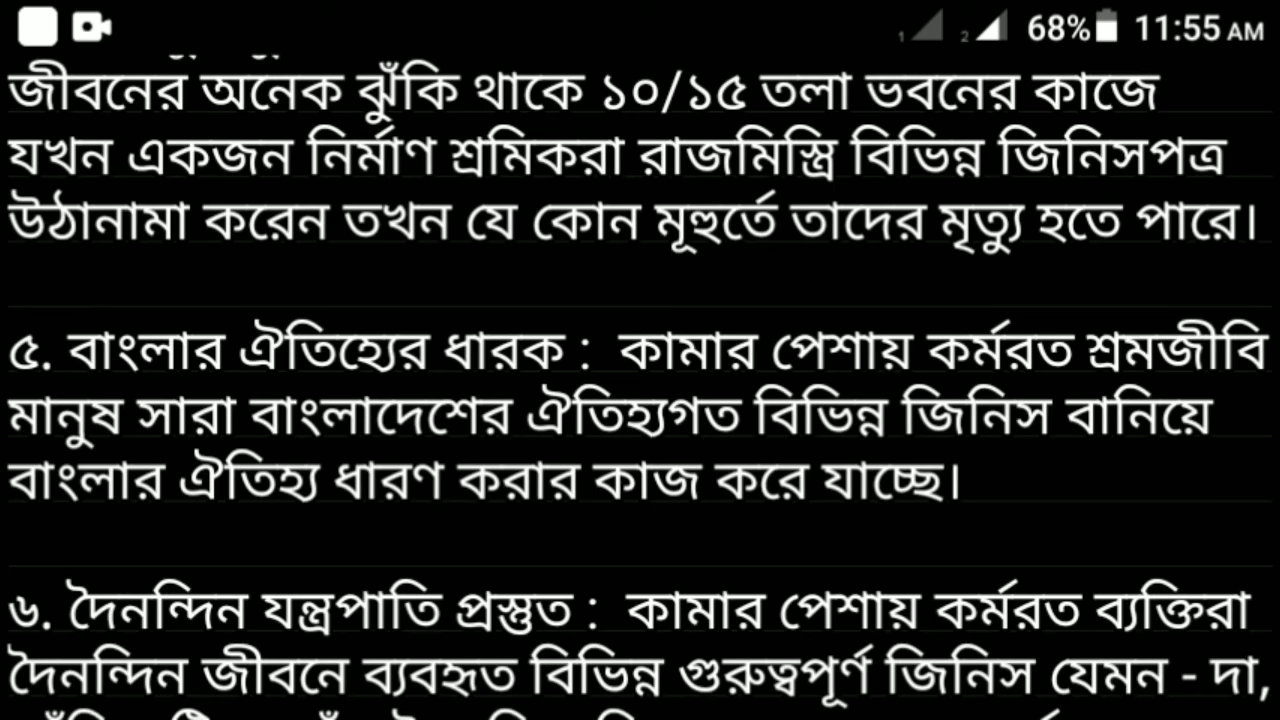 1 2 68% 11:55 AM
জীবনের অনেক ঝুঁকি থাকে ১০/১৫ তলা ভবনের কাজে
যখন একজন নির্মাণ শ্রমিকরা রাজমিস্ত্রি বিভিন্ন জিনিসপত্র
উঠানামা করেন তখন যে কোন মূহুর্তে তাদের মৃত্যু হতে পারে।
৫. বাংলার ঐতিহ্যের ধারক : কামার পেশায় কর্মরত শ্রমজীবি
মানুষ সারা বাংলাদেশের ঐতিহ্যগত বিভিন্ন জিনিস বানিয়ে
বাংলার ঐতিহ্য ধারণ করার কাজ করে যাচ্ছে।
৬. দৈনন্দিন যন্ত্রপাতি প্রস্তুত : কামার পেশায় কর্মরত ব্যক্তিরা
দৈনন্দিন জীবনে ব্যবহৃত বিভিন্ন গুরুত্বপূর্ণ জিনিস যেমন - দা,